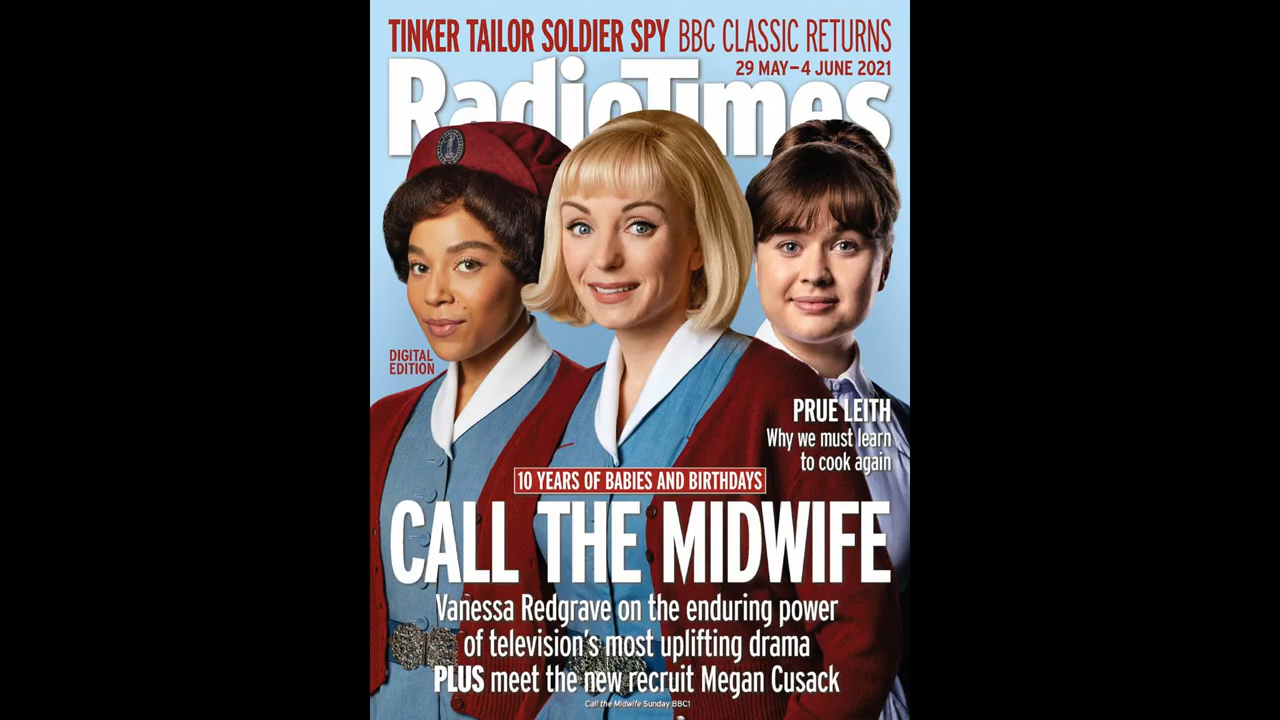 TINKER TAILOR SOLDIER SPY BBC CLASSIC RETURNS
29 MAY–4 JUNE 2021
RadioTimes
DIGITAL
EDITION
PRUE LEITH
Why we must learn
to cook again
10 YEARS OF BABIES AND BIRTHDAYS
CALL THE MIDWIFE
Vanessa Redgrave on the enduring power
of television's most uplifting drama
PLUS meet the new recruit Megan Cusack
Call the Midwife Sunday BBC1